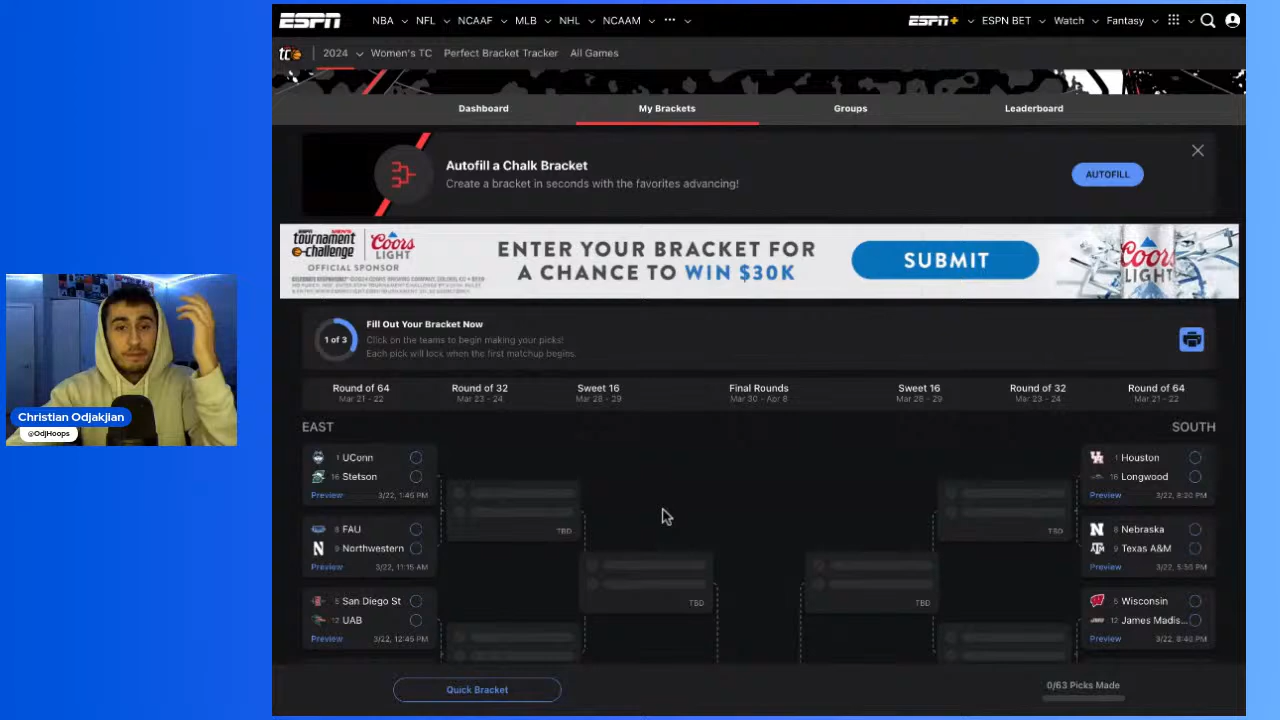 ESPN NBA NFL NCAAF MLB NHL NCAAM ESPN+ ESPN BET Watch Fantasy
tc 2024 Women's TC Perfect Bracket Tracker All Games
Dashboard My Brackets Groups Leaderboard
Autofill a Chalk Bracket
Create a bracket in seconds with the favorites advancing!
AUTOFILL
ESPN MEN'S
tournament challenge
Coors LIGHT
OFFICIAL SPONSOR
ENTER YOUR BRACKET FOR
A CHANCE TO WIN $30K
SUBMIT
Coors
LIGHT
1 of 3
Fill Out Your Bracket Now
Click on the teams to begin making your picks!
Each pick will lock when the first matchup begins.
Round of 64 Round of 32 Sweet 16 Final Rounds Sweet 16 Round of 32 Round of 64
Mar 21 - 22 Mar 23 - 24 Mar 28 - 29 Mar 30 - Apr 8 Mar 28 - 29 Mar 23 - 24 Mar 21 - 22
EAST SOUTH
1 UConn
16 Stetson
Preview 3/22, 1:45 PM
8 FAU
9 Northwestern
Preview 3/22, 11:15 AM
5 San Diego St
12 UAB
Preview 3/22, 12:45 PM
TBD
TBD
TBD
TBD
1 Houston
16 Longwood
Preview 3/22, 8:20 PM
8 Nebraska
9 Texas A&M
Preview 3/22, 5:50 PM
5 Wisconsin
12 James Madis...
Preview 3/22, 8:40 PM
Christian Odjakjian
@OdjHoops
Quick Bracket
0/63 Picks Made